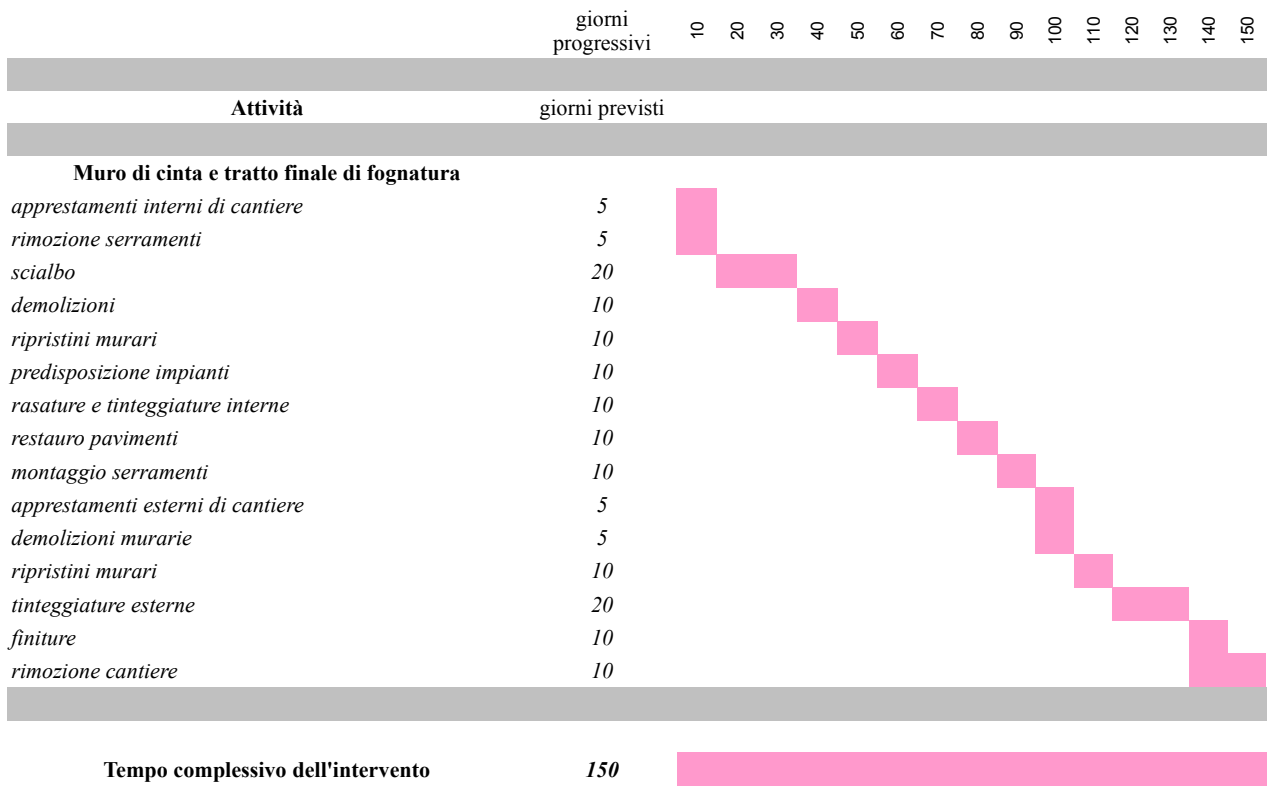 giorni progressivi 10 20 30 40 50 60 70 80 90 100 110 120 130 140 150
Attività giorni previsti
Muro di cinta e tratto finale di fognatura
apprestamenti interni di cantiere 5
rimozione serramenti 5
scialbo 20
demolizioni 10
ripristini murari 10
predisposizione impianti 10
rasature e tinteggiature interne 10
restauro pavimenti 10
montaggio serramenti 10
apprestamenti esterni di cantiere 5
demolizioni murarie 5
ripristini murari 10
tinteggiature esterne 20
finiture 10
rimozione cantiere 10
Tempo complessivo dell'intervento 150